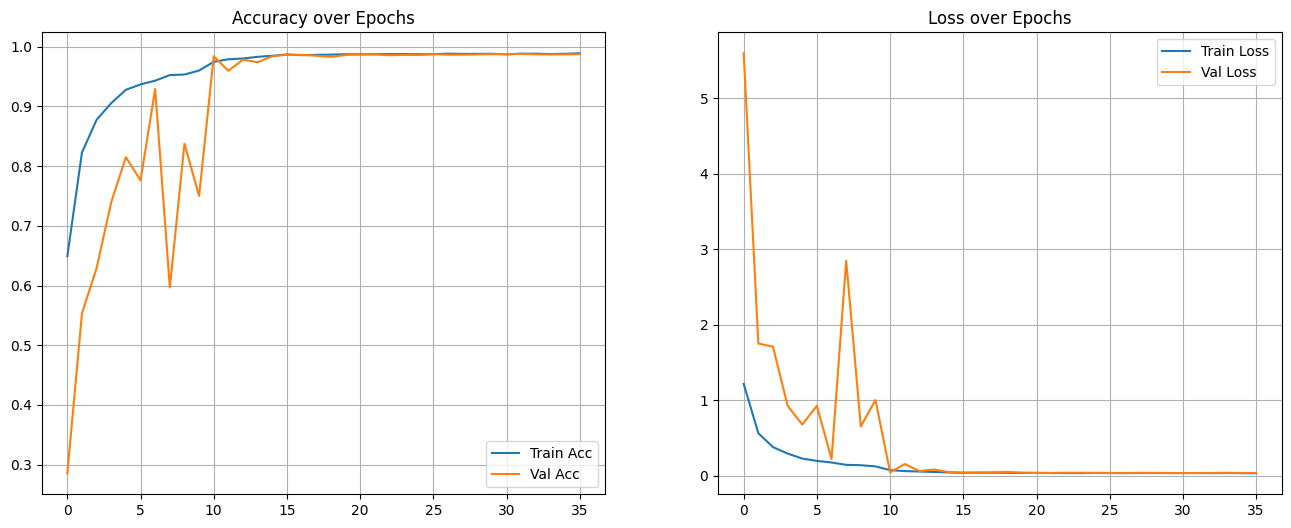 Accuracy over Epochs
1.0
0.9
0.8
0.7
0.6
0.5
0.4
0.3
0 5 10 15 20 25 30 35
Train Acc
Val Acc
Loss over Epochs
5
4
3
2
1
0
0 5 10 15 20 25 30 35
Train Loss
Val Loss